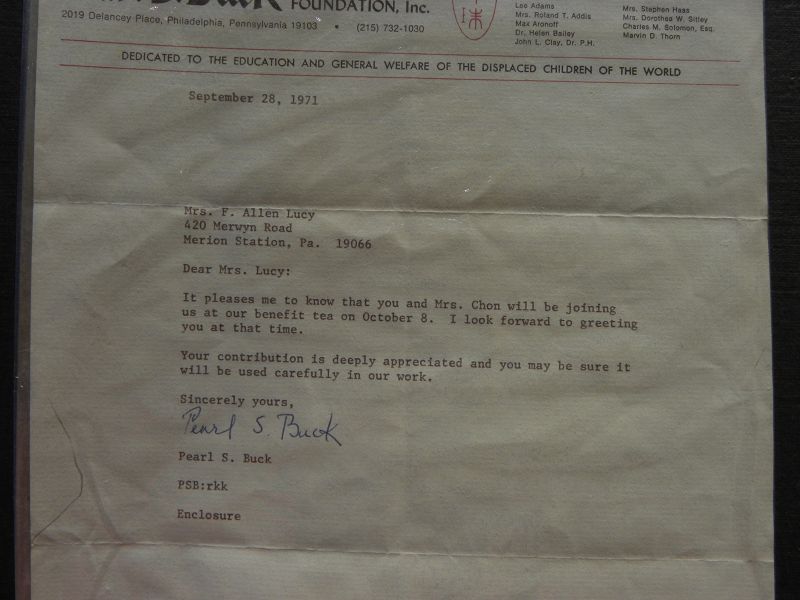 Buck FOUNDATION, Inc.
2019 Delancey Place, Philadelphia, Pennsylvania 19103 • (215) 732-1030
Lee Adams
Mrs. Roland T. Addis
Max Aronoff
Dr. Helen Bailey
John L. Clay, Dr. P.H.
Mrs. Stephen Haas
Mrs. Dorothea W. Sitley
Charles M. Solomon, Esq.
Marvin D. Thorn
DEDICATED TO THE EDUCATION AND GENERAL WELFARE OF THE DISPLACED CHILDREN OF THE WORLD
September 28, 1971
Mrs. F. Allen Lucy
420 Merwyn Road
Merion Station, Pa. 19066
Dear Mrs. Lucy:
It pleases me to know that you and Mrs. Chon will be joining
us at our benefit tea on October 8. I look forward to greeting
you at that time.
Your contribution is deeply appreciated and you may be sure it
will be used carefully in our work.
Sincerely yours,
Pearl S. Buck
Pearl S. Buck
PSB:rkk
Enclosure